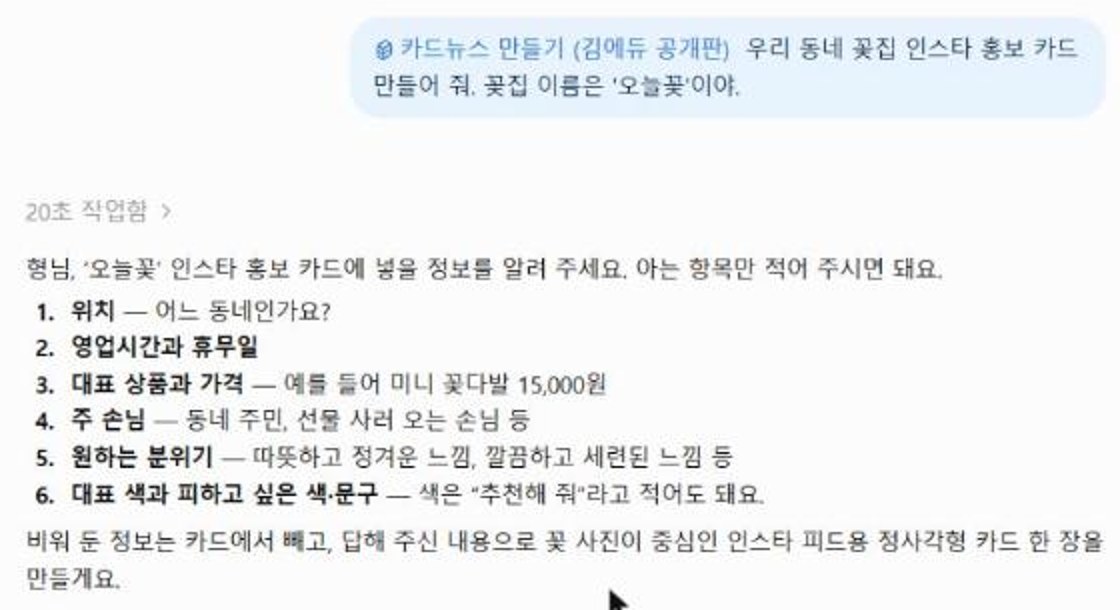 카드뉴스 만들기 (김에듀 공개판) 우리 동네 꽃집 인스타 홍보 카드
만들어 줘. 꽃집 이름은 '오늘꽃'이야.
20초 작업함 >
형님, '오늘꽃' 인스타 홍보 카드에 넣을 정보를 알려 주세요. 아는 항목만 적어 주시면 돼요.
1. 위치 — 어느 동네인가요?
2. 영업시간과 휴무일
3. 대표 상품과 가격 — 예를 들어 미니 꽃다발 15,000원
4. 주 손님 — 동네 주민, 선물 사러 오는 손님 등
5. 원하는 분위기 — 따뜻하고 정겨운 느낌, 깔끔하고 세련된 느낌 등
6. 대표 색과 피하고 싶은 색·문구 — 색은 "추천해 줘"라고 적어도 돼요.
비워 둔 정보는 카드에서 빼고, 답해 주신 내용으로 꽃 사진이 중심인 인스타 피드용 정사각형 카드 한 장을
만들게요.